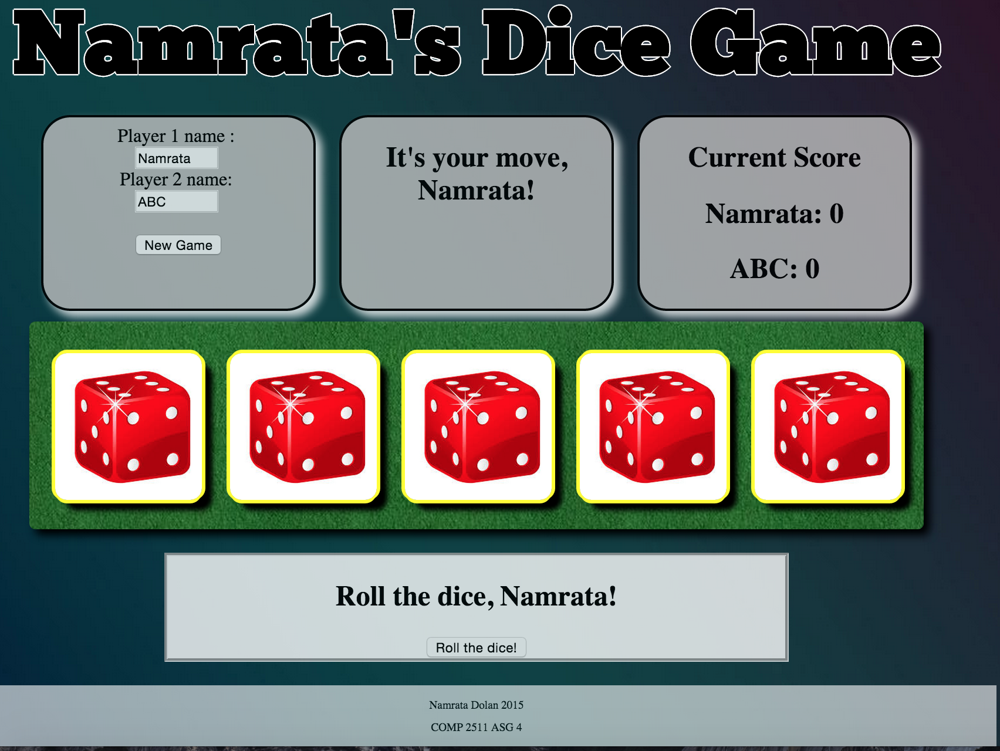 Namrata's Dice Game
Player 1 name :
Namrata
Player 2 name:
ABC
New Game
It's your move,
Namrata!
Current Score
Namrata: 0
ABC: 0
Roll the dice, Namrata!
Roll the dice!
Namrata Dolan 2015
COMP 2511 ASG 4